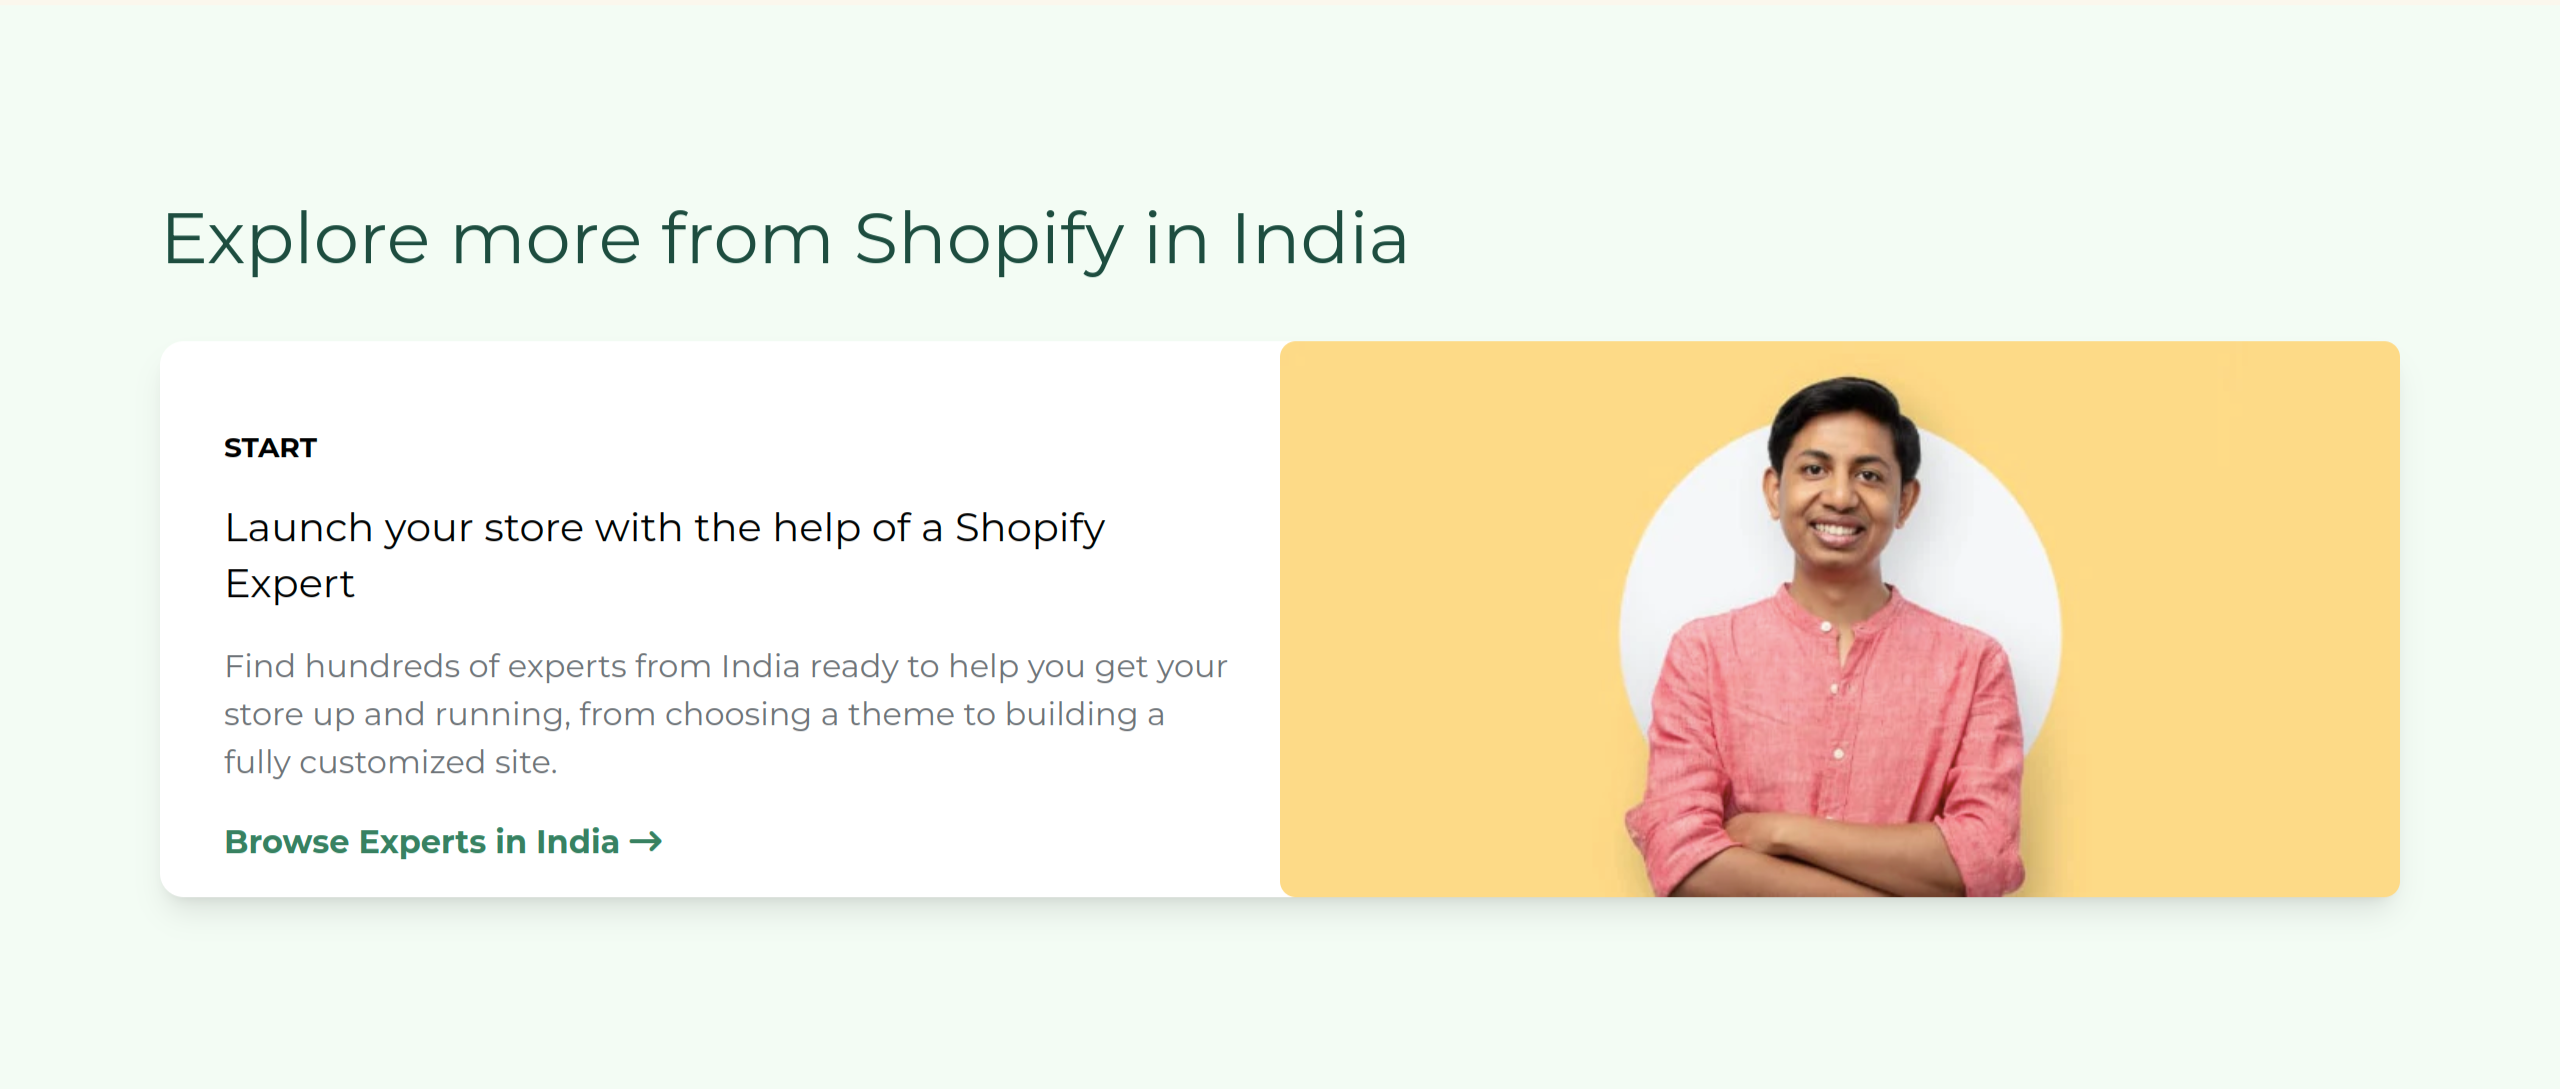 Explore more from Shopify in India
START
Launch your store with the help of a Shopify
Expert
Find hundreds of experts from India ready to help you get your
store up and running, from choosing a theme to building a
fully customized site.
Browse Experts in India →